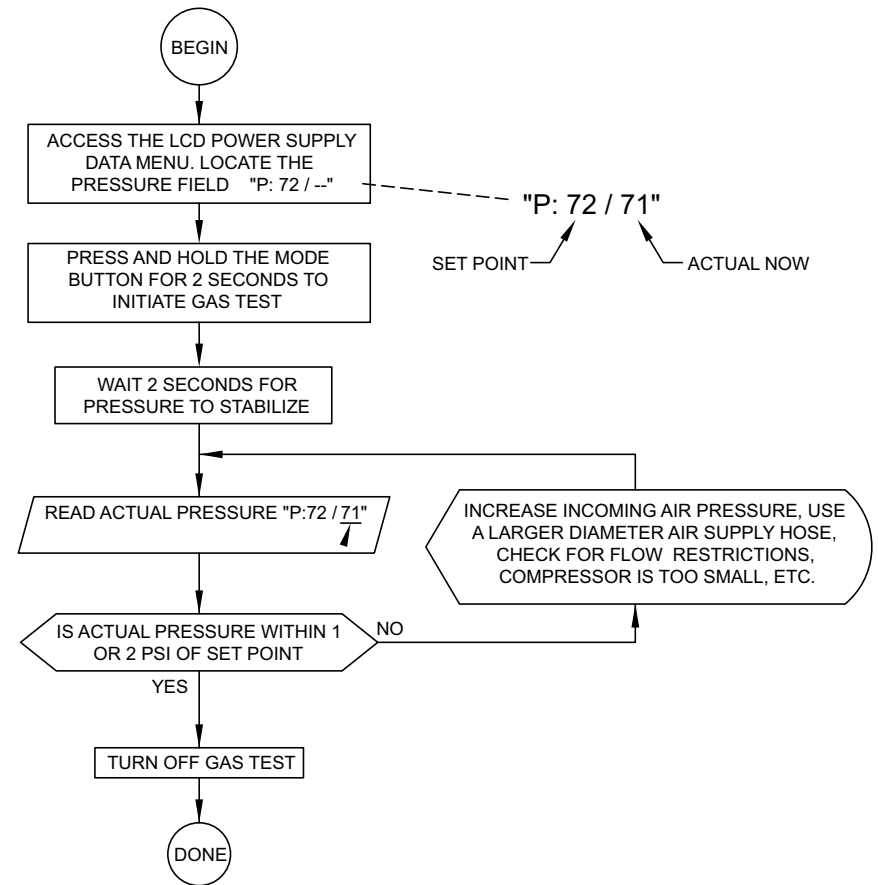 BEGIN
ACCESS THE LCD POWER SUPPLY
DATA MENU. LOCATE THE
PRESSURE FIELD "P: 72 / --"
"P: 72 / 71"
SET POINT
ACTUAL NOW
PRESS AND HOLD THE MODE
BUTTON FOR 2 SECONDS TO
INITIATE GAS TEST
WAIT 2 SECONDS FOR
PRESSURE TO STABILIZE
READ ACTUAL PRESSURE "P:72 / 71"
INCREASE INCOMING AIR PRESSURE, USE
A LARGER DIAMETER AIR SUPPLY HOSE,
CHECK FOR FLOW RESTRICTIONS,
COMPRESSOR IS TOO SMALL, ETC.
IS ACTUAL PRESSURE WITHIN 1
OR 2 PSI OF SET POINT
NO
YES
TURN OFF GAS TEST
DONE